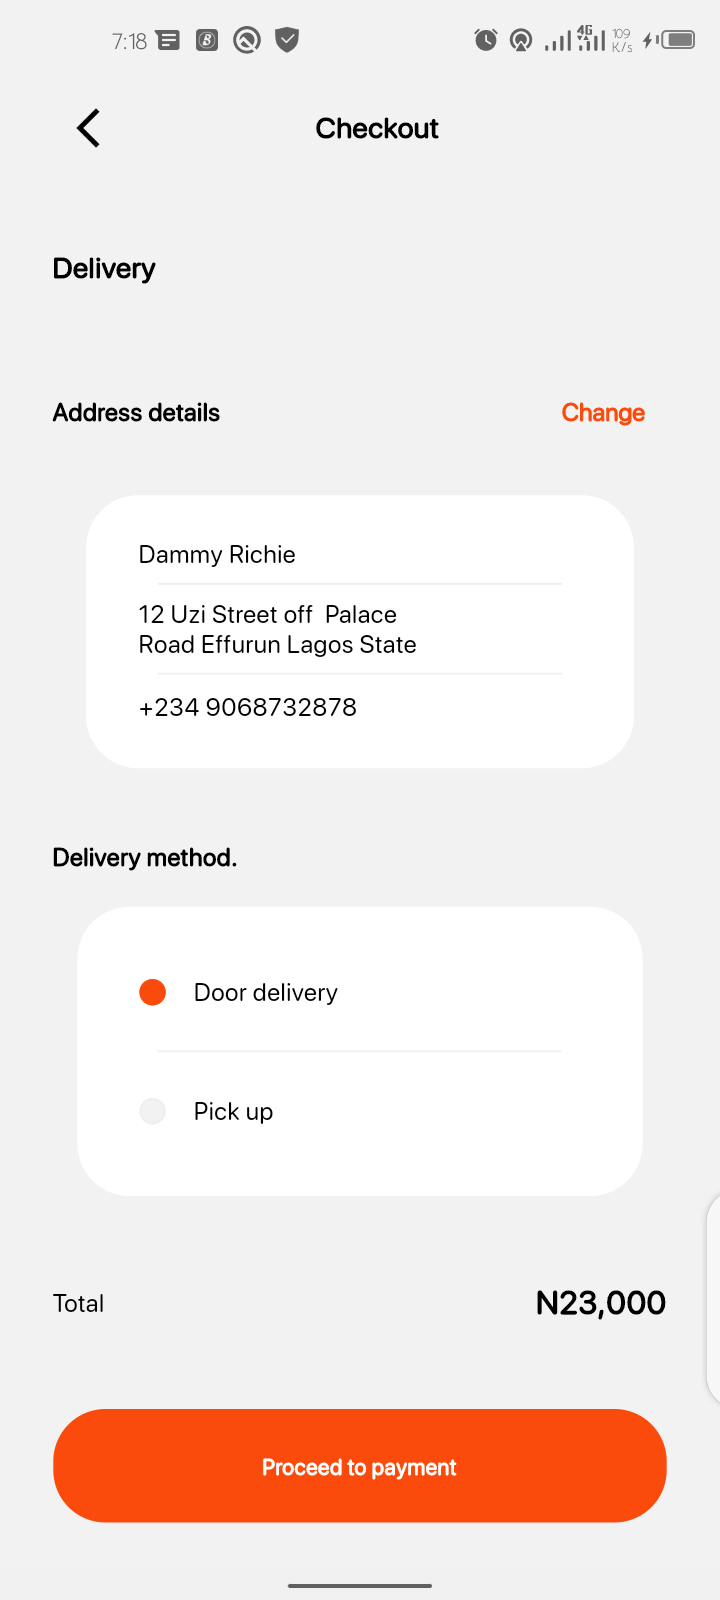 7:18
4G
109
K/s
Checkout
Delivery
Address details
Change
Dammy Richie
12 Uzi Street off  Palace
Road Effurun Lagos State
+234 9068732878
Delivery method.
Door delivery
Pick up
Total
N23,000
Proceed to payment